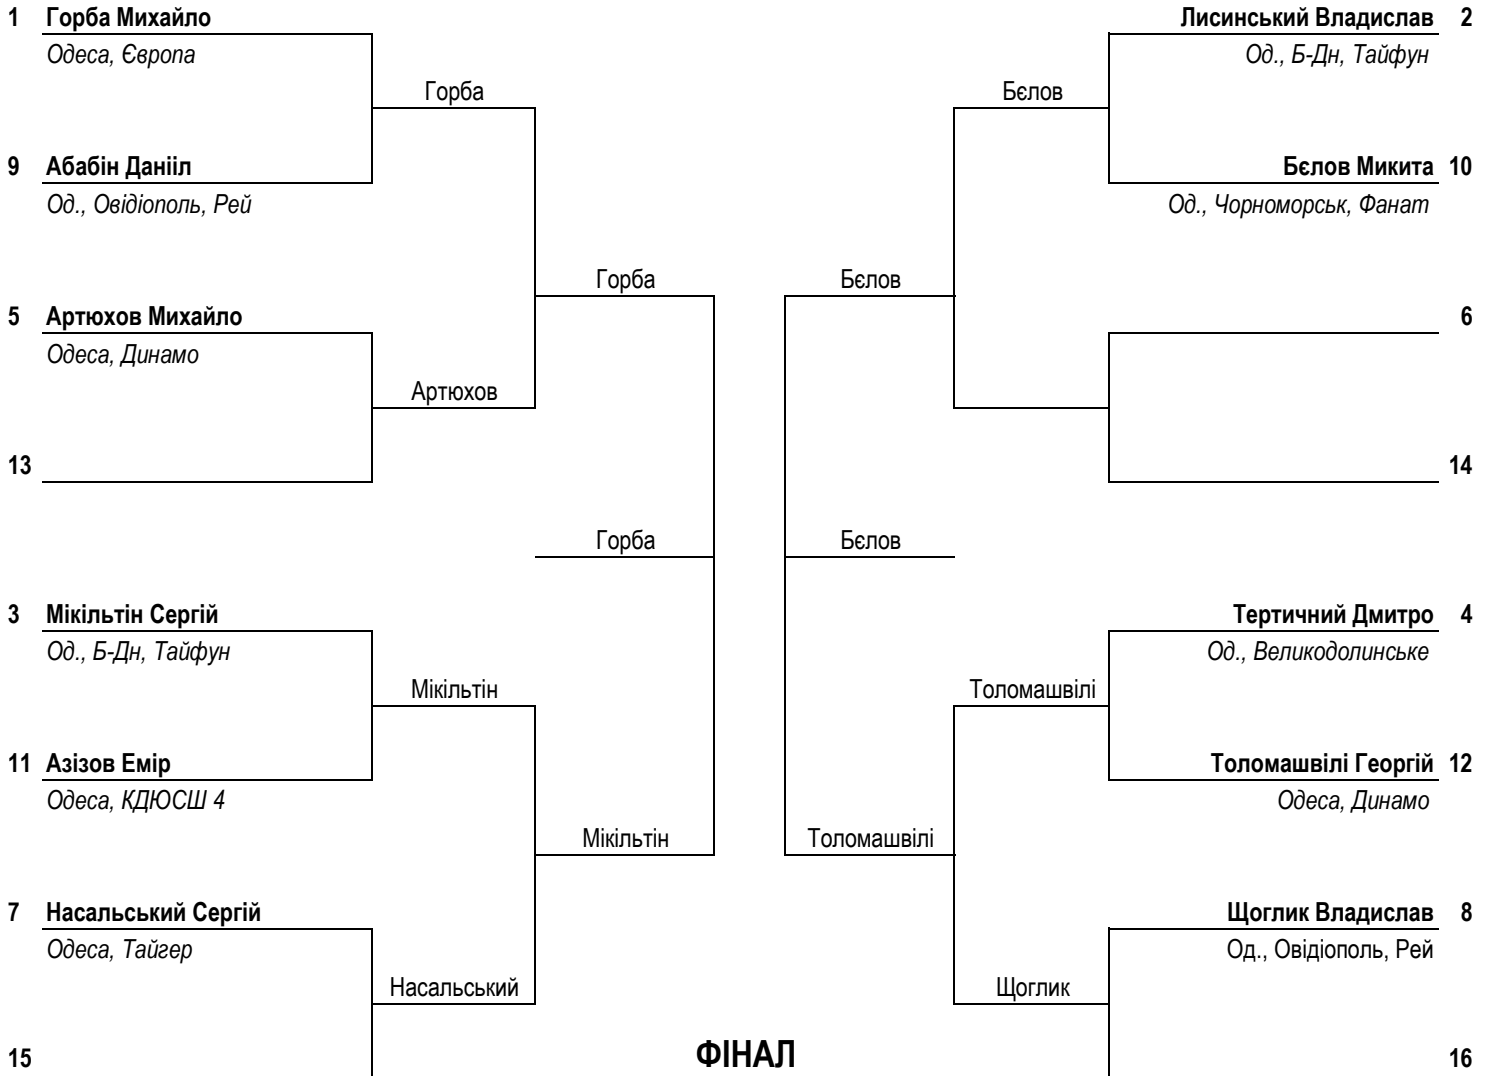 1 Горба Михайло
Лисинський Владислав 2
Одеса, Європа
Од., Б-Дн, Тайфун
Горба
Бєлов
9 Абабін Данііл
Бєлов Микита 10
Од., Овідіополь, Рей
Од., Чорноморськ, Фанат
Горба
Бєлов
5 Артюхов Михайло
6
Одеса, Динамо
Артюхов
13
14
Горба
Бєлов
3 Мікільтін Сергій
Тертичний Дмитро 4
Од., Б-Дн, Тайфун
Од., Великодолинське
Мікільтін
Толомашвілі
11 Азізов Емір
Толомашвілі Георгій 12
Одеса, КДЮСШ 4
Одеса, Динамо
Мікільтін
Толомашвілі
7 Насальський Сергій
Щоглик Владислав 8
Одеса, Тайгер
Од., Овідіополь, Рей
Насальський
Щоглик
15
ФІНАЛ
16